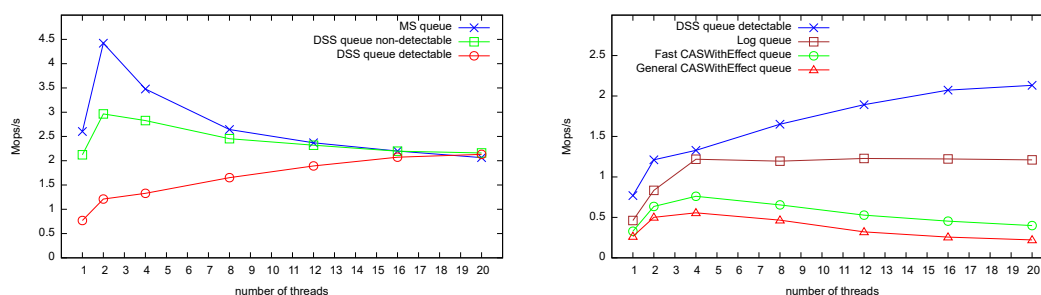 MS queue
DSS queue non-detectable
DSS queue detectable
Mops/s
4.5
4
3.5
3
2.5
2
1.5
1
0.5
0
1 2 3 4 5 6 7 8 9 10 11 12 13 14 15 16 17 18 19 20
number of threads
DSS queue detectable
Log queue
Fast CASWithEffect queue
General CASWithEffect queue
Mops/s
2.5
2
1.5
1
0.5
0
1 2 3 4 5 6 7 8 9 10 11 12 13 14 15 16 17 18 19 20
number of threads